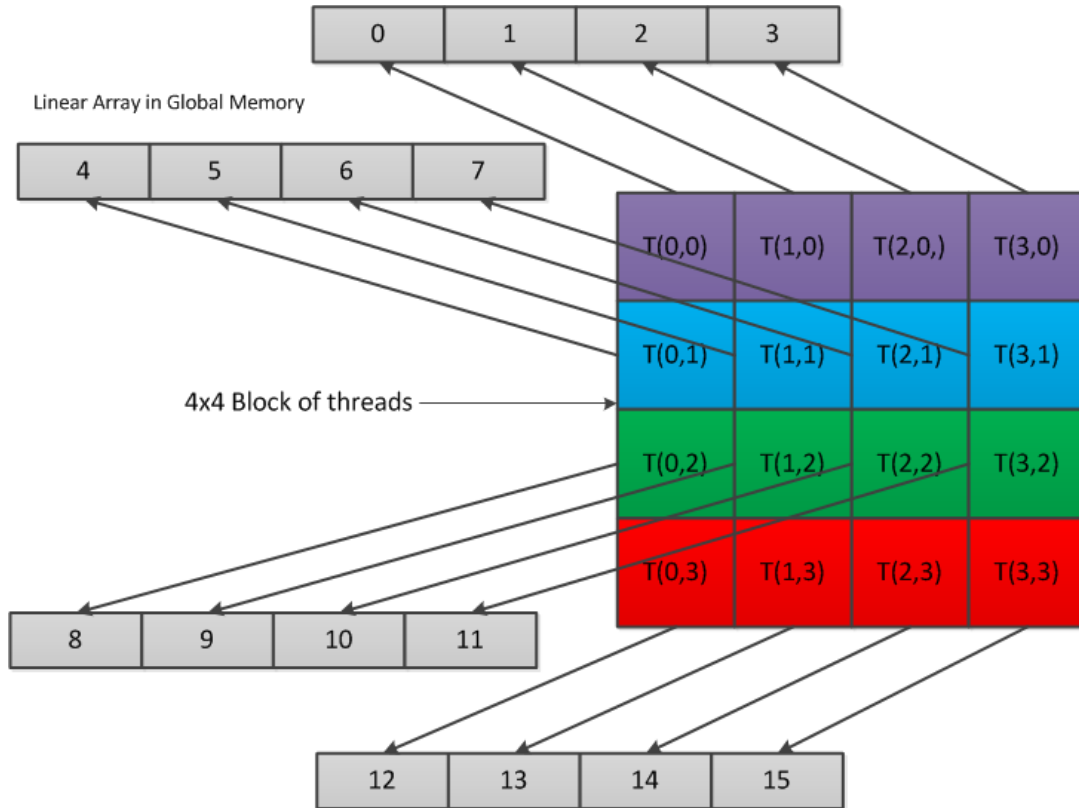 0 1 2 3
Linear Array in Global Memory
4 5 6 7
T(0,0) T(1,0) T(2,0,) T(3,0)
T(0,1) T(1,1) T(2,1) T(3,1)
4x4 Block of threads
T(0,2) T(1,2) T(2,2) T(3,2)
T(0,3) T(1,3) T(2,3) T(3,3)
8 9 10 11
12 13 14 15